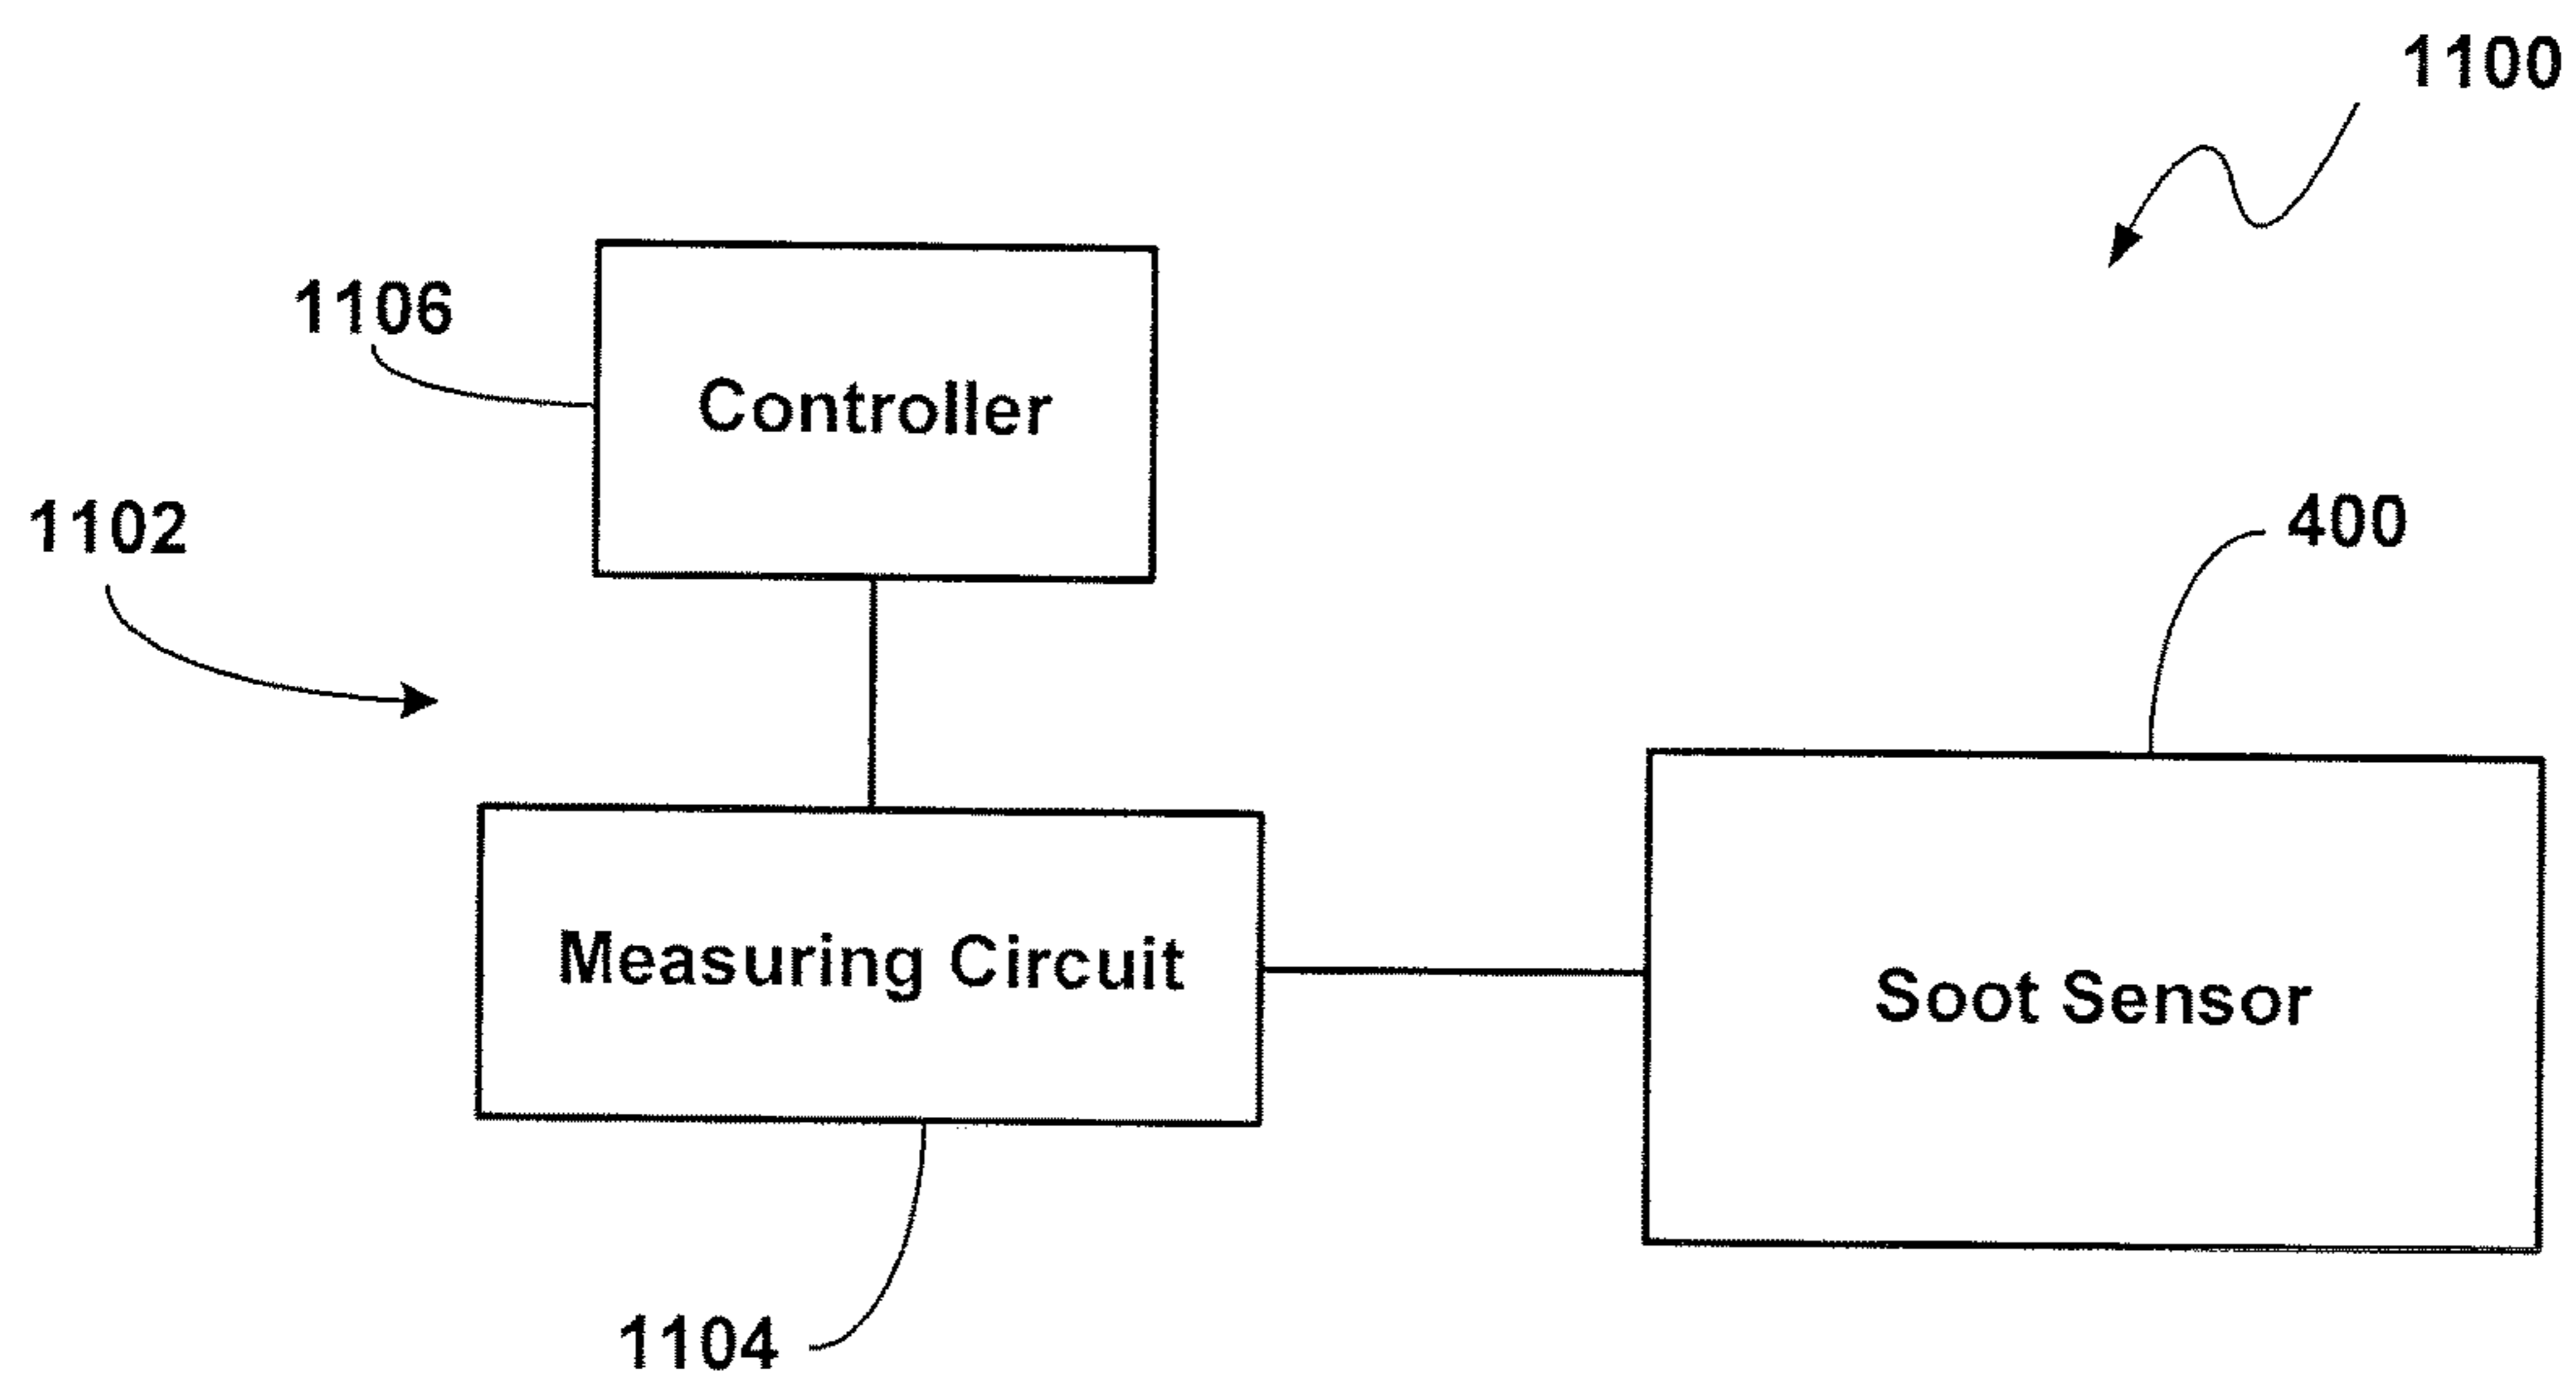 1100
1106
Controller
1102
400
Measuring Circuit
Soot Sensor
1104